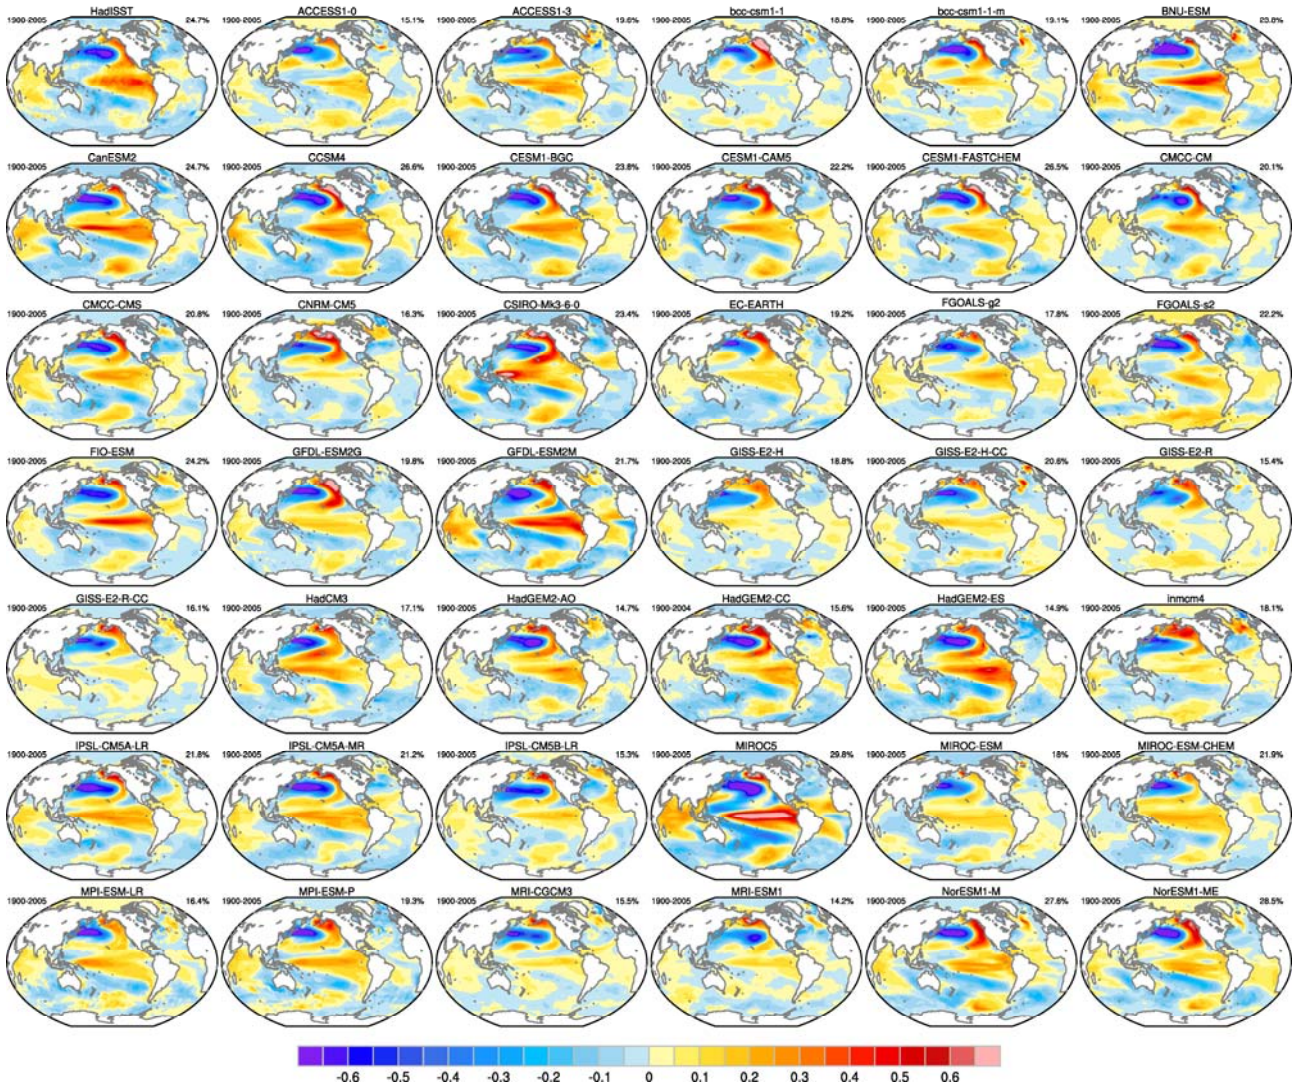 HadISST ACCESS1-0 ACCESS1-3 bcc-csm1-1 bcc-csm1-1-m BNU-ESM
1900-2005 24.7% 1900-2005 15.1% 1900-2005 19.6% 1900-2005 18.8% 1900-2005 19.1% 1900-2005 23.8%
CanESM2 CCSM4 CESM1-BGC CESM1-CAM5 CESM1-FASTCHEM CMCC-CM
1900-2005 24.7% 1900-2005 26.6% 1900-2005 23.8% 1900-2005 22.2% 1900-2005 26.5% 1900-2005 20.1%
CMCC-CMS CNRM-CM5 CSIRO-Mk3-6-0 EC-EARTH FGOALS-g2 FGOALS-s2
1900-2005 20.8% 1900-2005 16.3% 1900-2005 23.4% 1900-2005 19.2% 1900-2005 17.8% 1900-2005 22.2%
FIO-ESM GFDL-ESM2G GFDL-ESM2M GISS-E2-H GISS-E2-H-CC GISS-E2-R
1900-2005 24.2% 1900-2005 19.8% 1900-2005 21.7% 1900-2005 18.8% 1900-2005 20.6% 1900-2005 15.4%
GISS-E2-R-CC HadCM3 HadGEM2-AO HadGEM2-CC HadGEM2-ES inmcm4
1900-2005 16.1% 1900-2005 17.1% 1900-2005 14.7% 1900-2004 15.6% 1900-2005 14.9% 1900-2005 18.1%
IPSL-CM5A-LR IPSL-CM5A-MR IPSL-CM5B-LR MIROC5 MIROC-ESM MIROC-ESM-CHEM
1900-2005 21.8% 1900-2005 21.2% 1900-2005 15.3% 1900-2005 29.8% 1900-2005 18% 1900-2005 21.9%
MPI-ESM-LR MPI-ESM-P MRI-CGCM3 MRI-ESM1 NorESM1-M NorESM1-ME
1900-2005 16.4% 1900-2005 19.3% 1900-2005 15.5% 1900-2005 14.2% 1900-2005 27.6% 1900-2005 28.5%
-0.6 -0.5 -0.4 -0.3 -0.2 -0.1 0 0.1 0.2 0.3 0.4 0.5 0.6